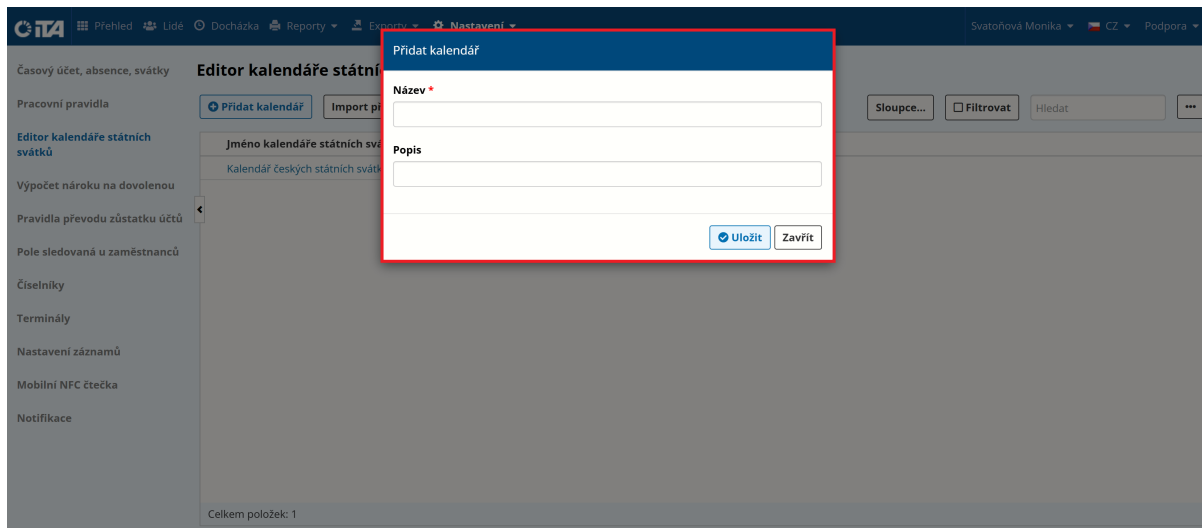 iTA Přehled Lidé Docházka Reporty Exporty Nastavení Svatoňová Monika CZ Podpora
Přidat kalendář
Časový účet, absence, svátky
Editor kalendáře státní
Název *
Pracovní pravidla
Přidat kalendář Import př Sloupce... Filtrovat Hledat ...
Editor kalendáře státních
svátků
Jméno kalendáře státních svá
Popis
Kalendář českých státních svátk
Výpočet nároku na dovolenou
Pravidla převodu zůstatku účtů
Uložit Zavřít
Pole sledovaná u zaměstnanců
Číselníky
Terminály
Nastavení záznamů
Mobilní NFC čtečka
Notifikace
Celkem položek: 1